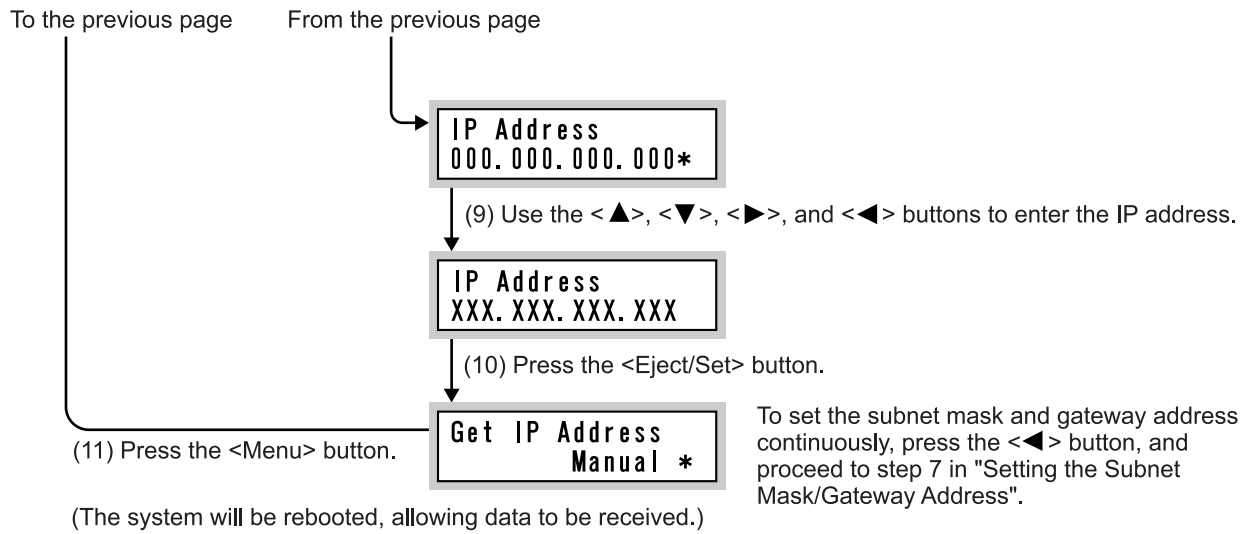 To the previous page
From the previous page
IP Address
000.000.000.000*
(9) Use the <▲>, <▼>, <▶>, and <◀> buttons to enter the IP address.
IP Address
XXX.XXX.XXX.XXX
(10) Press the <Eject/Set> button.
Get IP Address
Manual *
(11) Press the <Menu> button.
To set the subnet mask and gateway address
continuously, press the <◀> button, and
proceed to step 7 in "Setting the Subnet
Mask/Gateway Address".
(The system will be rebooted, allowing data to be received.)